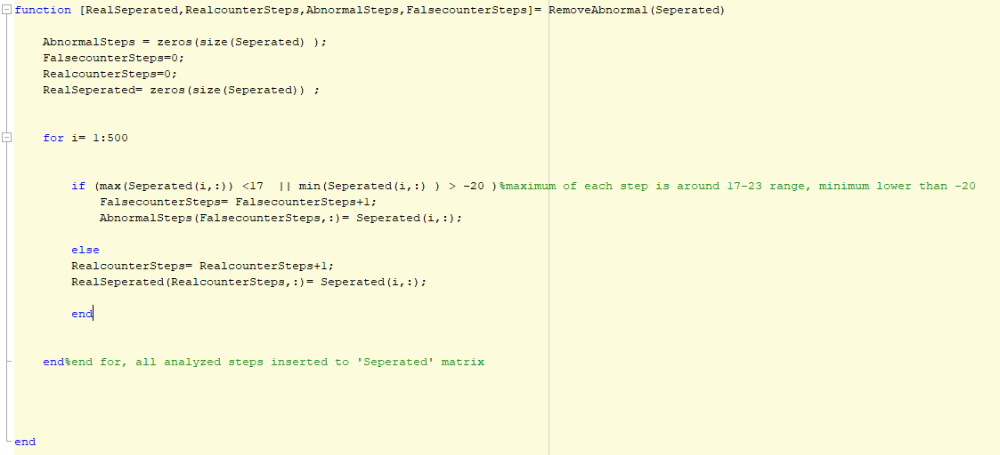 function [RealSeperated,RealcounterSteps,AbnormalSteps,FalsecounterSteps]= RemoveAbnormal(Seperated)
AbnormalSteps = zeros(size(Seperated) );
FalsecounterSteps=0;
RealcounterSteps=0;
RealSeperated= zeros(size(Seperated)) ;
for i= 1:500
if (max(Seperated(i,:)) <17  || min(Seperated(i,:) ) > -20 )%maximum of each step is around 17-23 range, minimum lower than -20
FalsecounterSteps= FalsecounterSteps+1;
AbnormalSteps(FalsecounterSteps,:)= Seperated(i,:);
else
RealcounterSteps= RealcounterSteps+1;
RealSeperated(RealcounterSteps,:)= Seperated(i,:);
end
end%end for, all analyzed steps inserted to 'Seperated' matrix
end